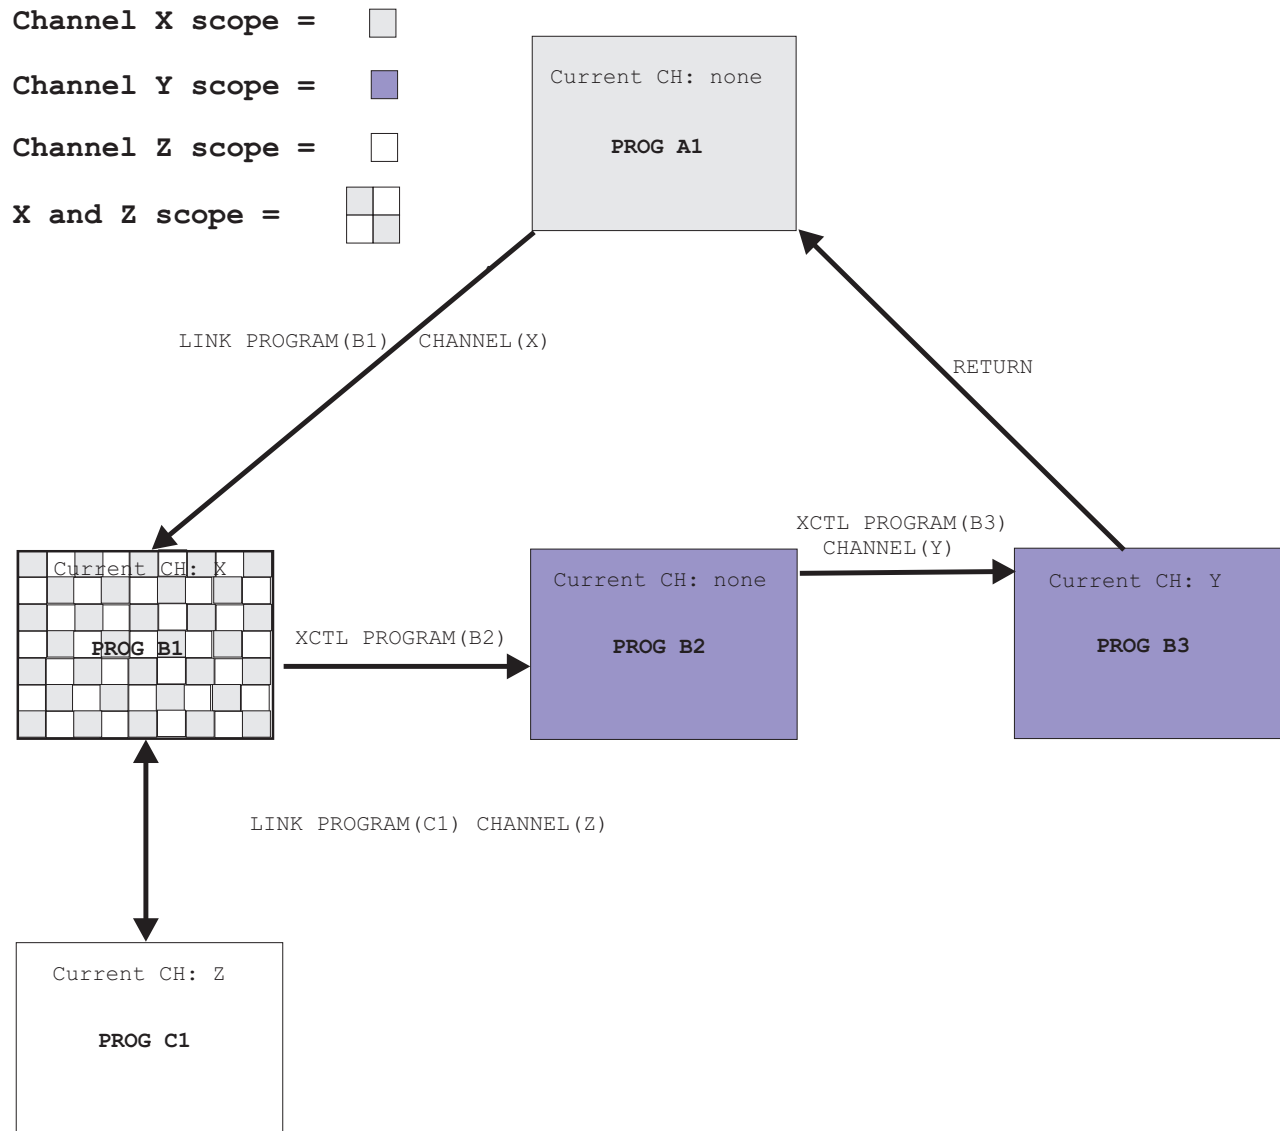 Channel X scope =
Channel Y scope =
Channel Z scope =
X and Z scope =
Current CH: none
PROG A1
LINK PROGRAM(B1) CHANNEL(X)
RETURN
Current CH: X
PROG B1
XCTL PROGRAM(B2)
Current CH: none
PROG B2
XCTL PROGRAM(B3)
CHANNEL(Y)
Current CH: Y
PROG B3
LINK PROGRAM(C1) CHANNEL(Z)
Current CH: Z
PROG C1